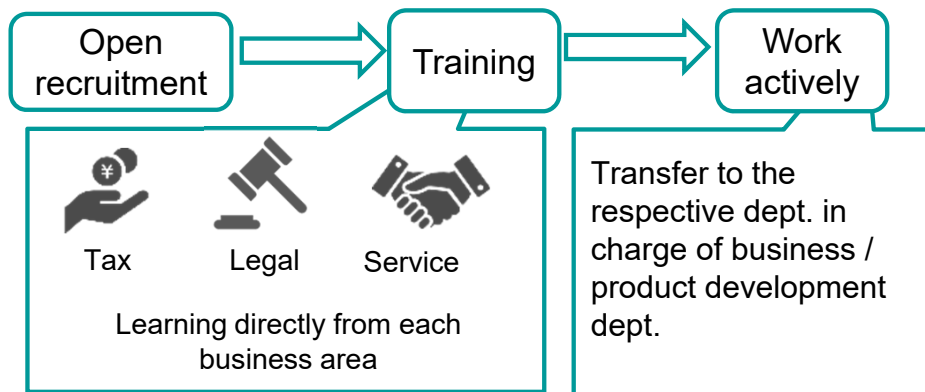 Open
recruitment
Training
Work
actively
¥
Tax
Legal
Service
Learning directly from each
business area
Transfer to the
respective dept. in
charge of business /
product development
dept.